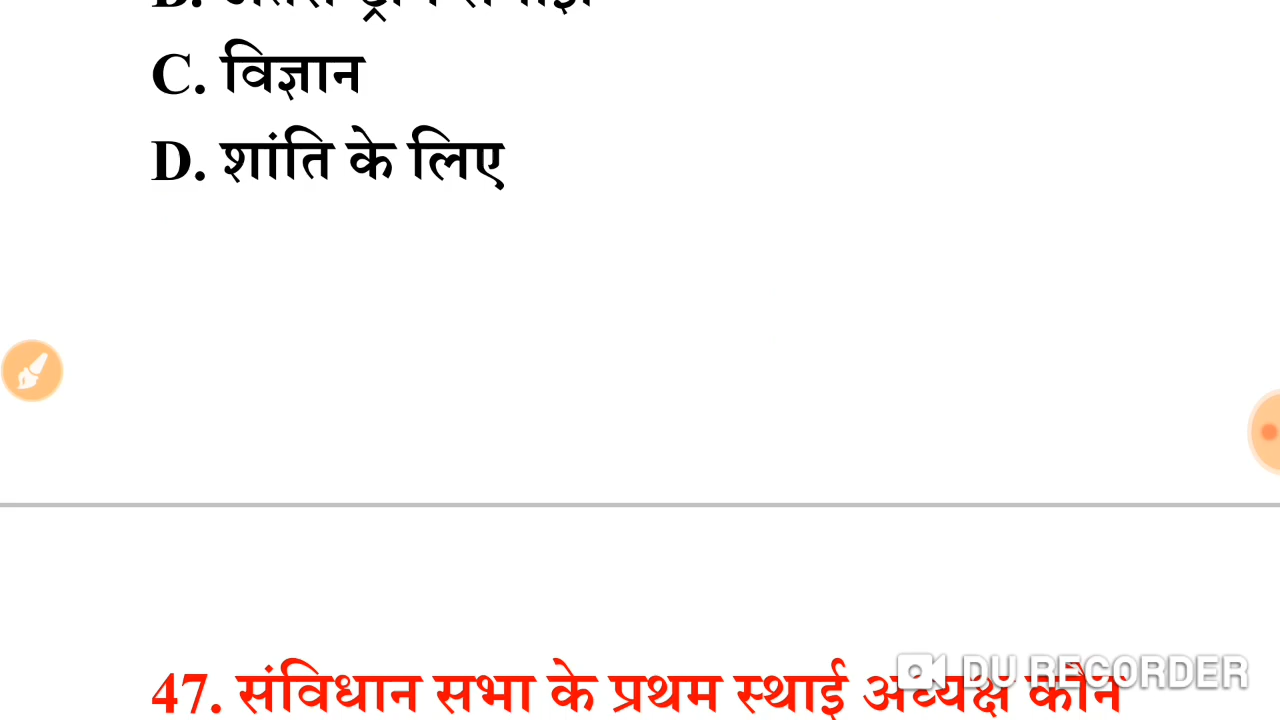 C. विज्ञान
D. शांति के लिए
47. संविधान सभा के प्रथम स्थाई अध्यक्ष कौन
DU RECORDER